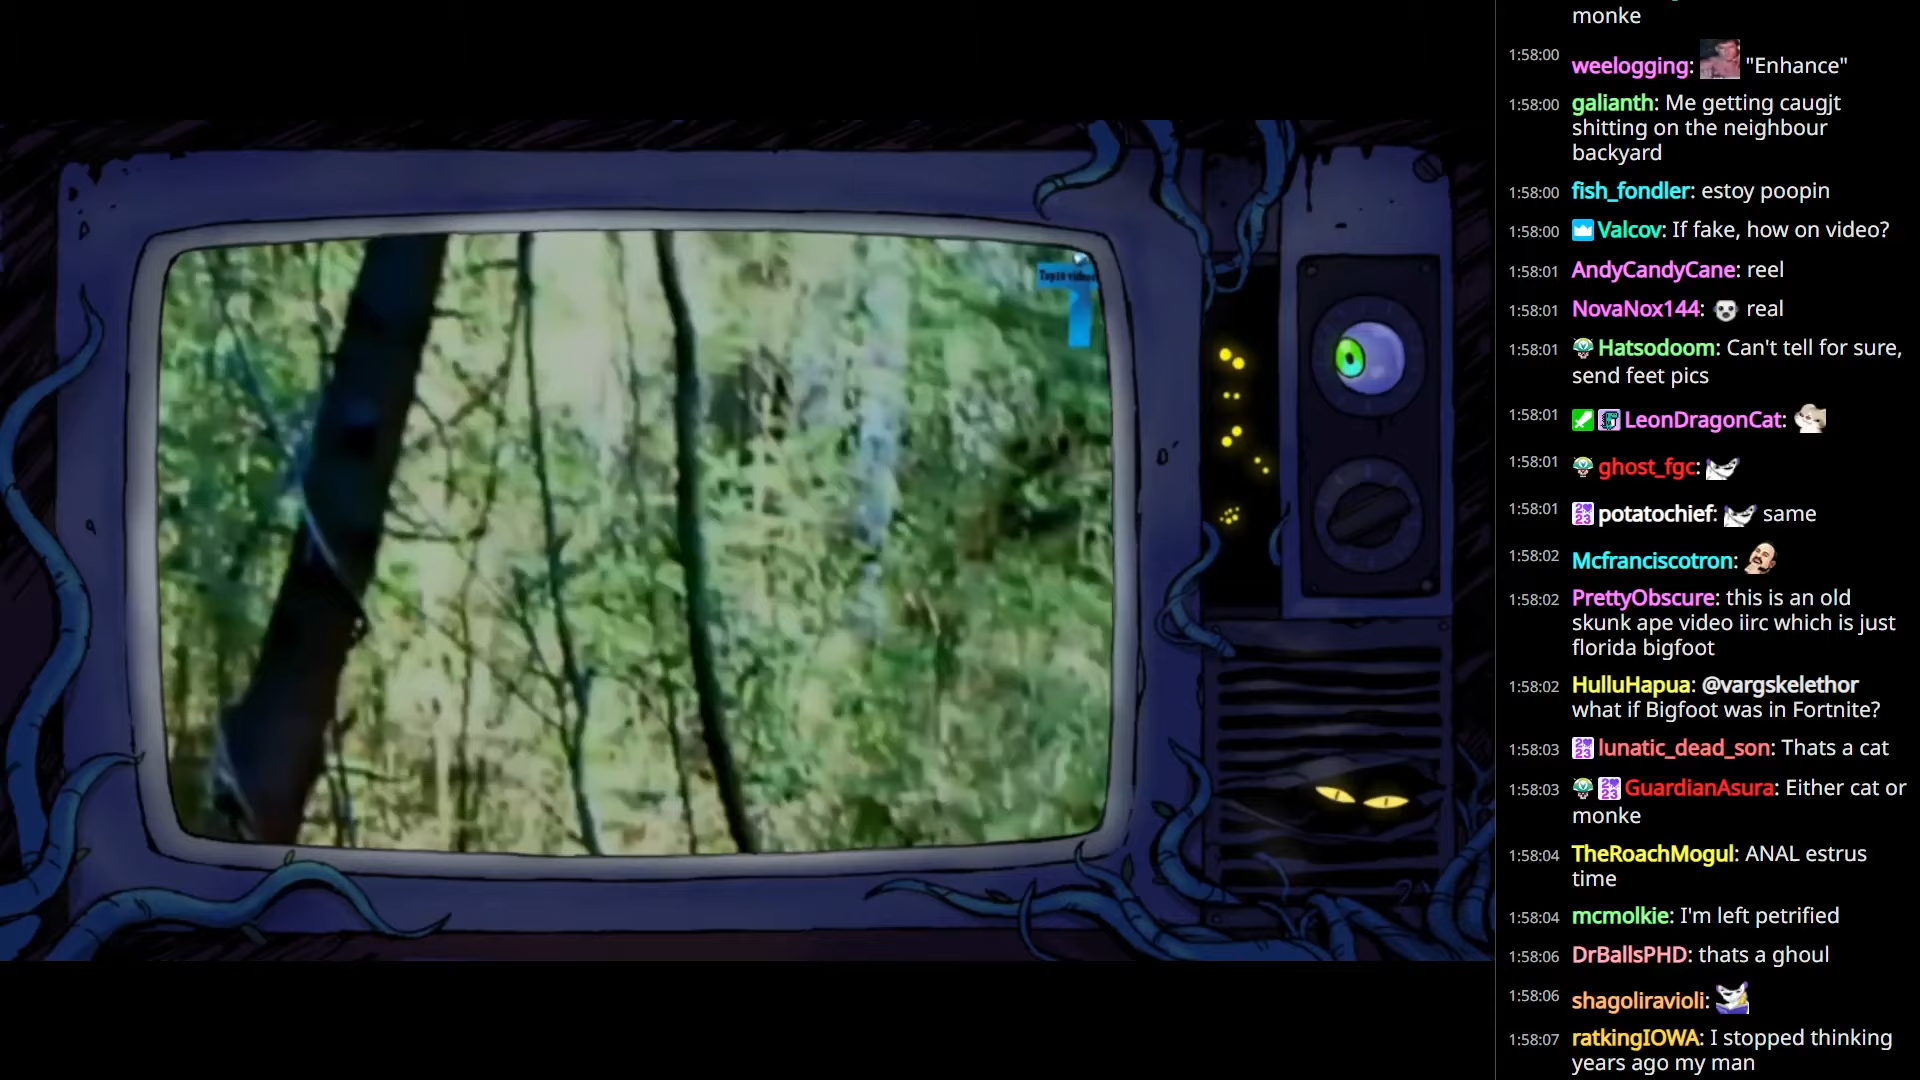 monke
1:58:00 weelogging: "Enhance"
1:58:00 galianth: Me getting caugjt
shitting on the neighbour
backyard
1:58:00 fish_fondler: estoy poopin
1:58:00 Valcov: If fake, how on video?
1:58:01 AndyCandyCane: reel
1:58:01 NovaNox144: real
1:58:01 Hatsodoom: Can't tell for sure,
send feet pics
1:58:01 LeonDragonCat:
1:58:01 ghost_fgc:
1:58:01 potatochief: same
1:58:02 Mcfranciscotron:
1:58:02 PrettyObscure: this is an old
skunk ape video iirc which is just
florida bigfoot
1:58:02 HulluHapua: @vargskelethor
what if Bigfoot was in Fortnite?
1:58:03 lunatic_dead_son: Thats a cat
1:58:03 GuardianAsura: Either cat or
monke
1:58:04 TheRoachMogul: ANAL estrus
time
1:58:04 mcmolkie: I'm left petrified
1:58:06 DrBallsPHD: thats a ghoul
1:58:06 shagoliravioli:
1:58:07 ratkingIOWA: I stopped thinking
years ago my man